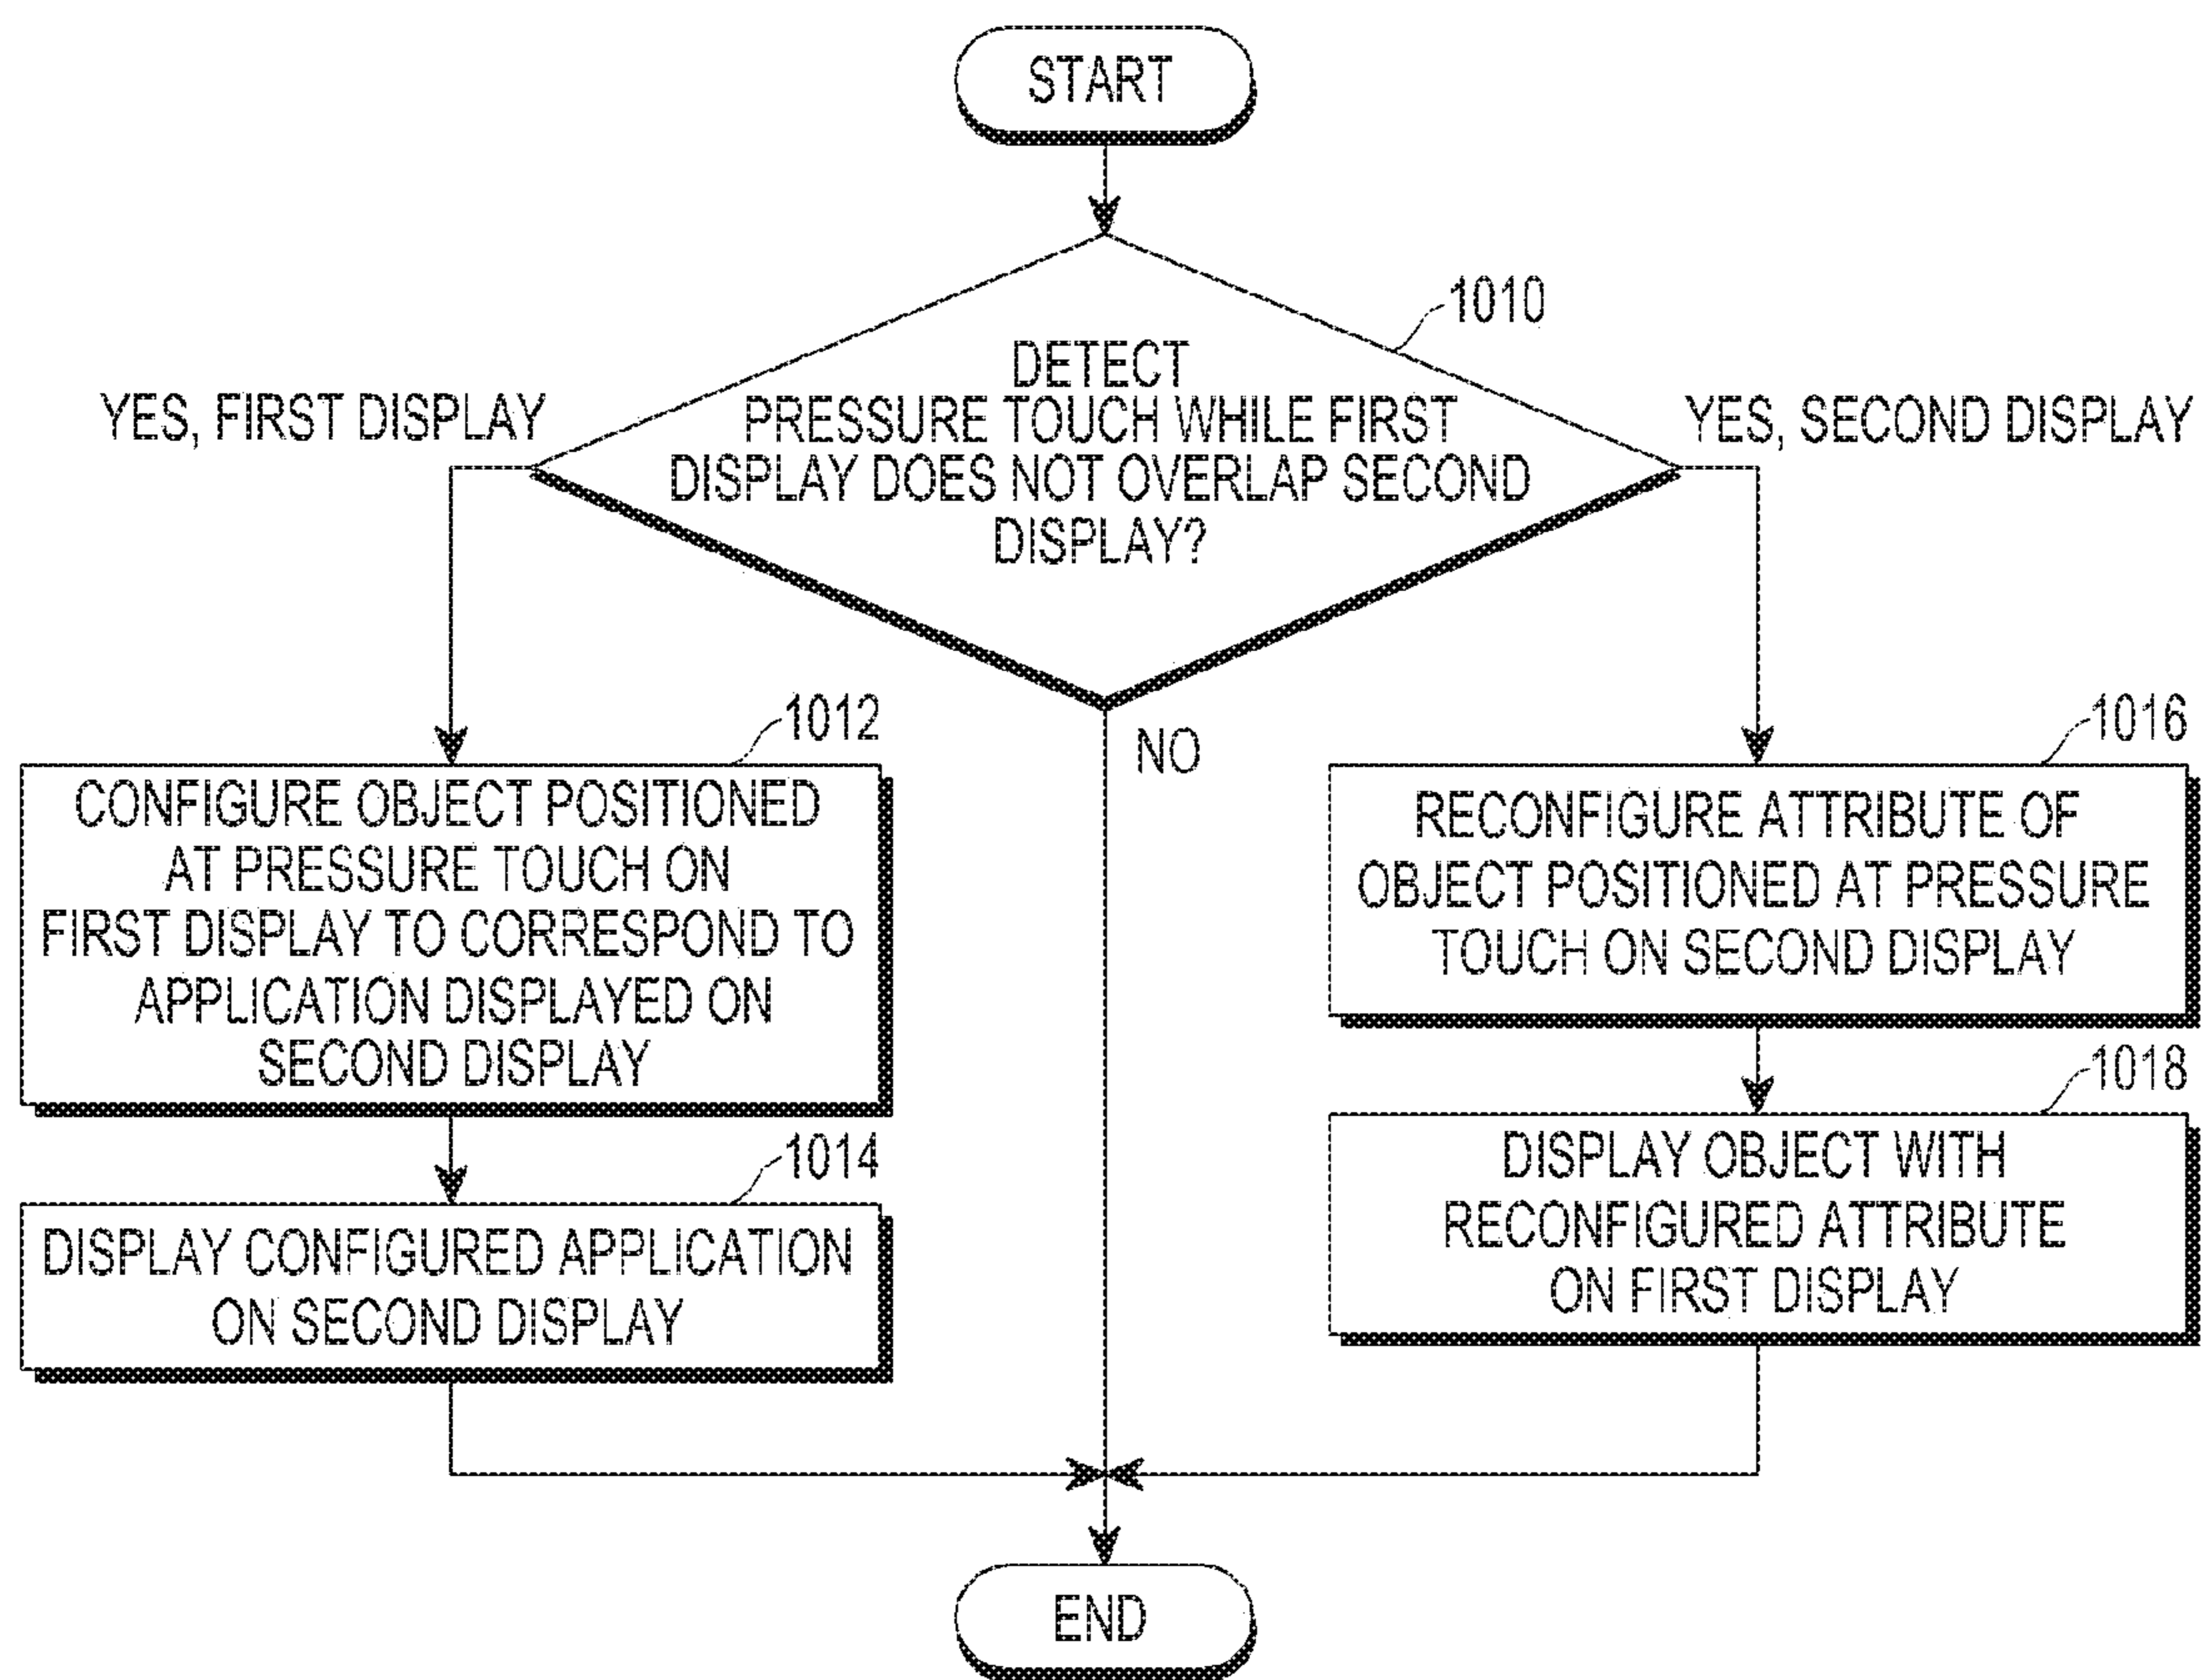 START
1010
DETECT
PRESSURE TOUCH WHILE FIRST
DISPLAY DOES NOT OVERLAP SECOND
DISPLAY?
YES, FIRST DISPLAY
YES, SECOND DISPLAY
NO
1012
CONFIGURE OBJECT POSITIONED
AT PRESSURE TOUCH ON
FIRST DISPLAY TO CORRESPOND TO
APPLICATION DISPLAYED ON
SECOND DISPLAY
1014
DISPLAY CONFIGURED APPLICATION
ON SECOND DISPLAY
1016
RECONFIGURE ATTRIBUTE OF
OBJECT POSITIONED AT PRESSURE
TOUCH ON SECOND DISPLAY
1018
DISPLAY OBJECT WITH
RECONFIGURED ATTRIBUTE
ON FIRST DISPLAY
END